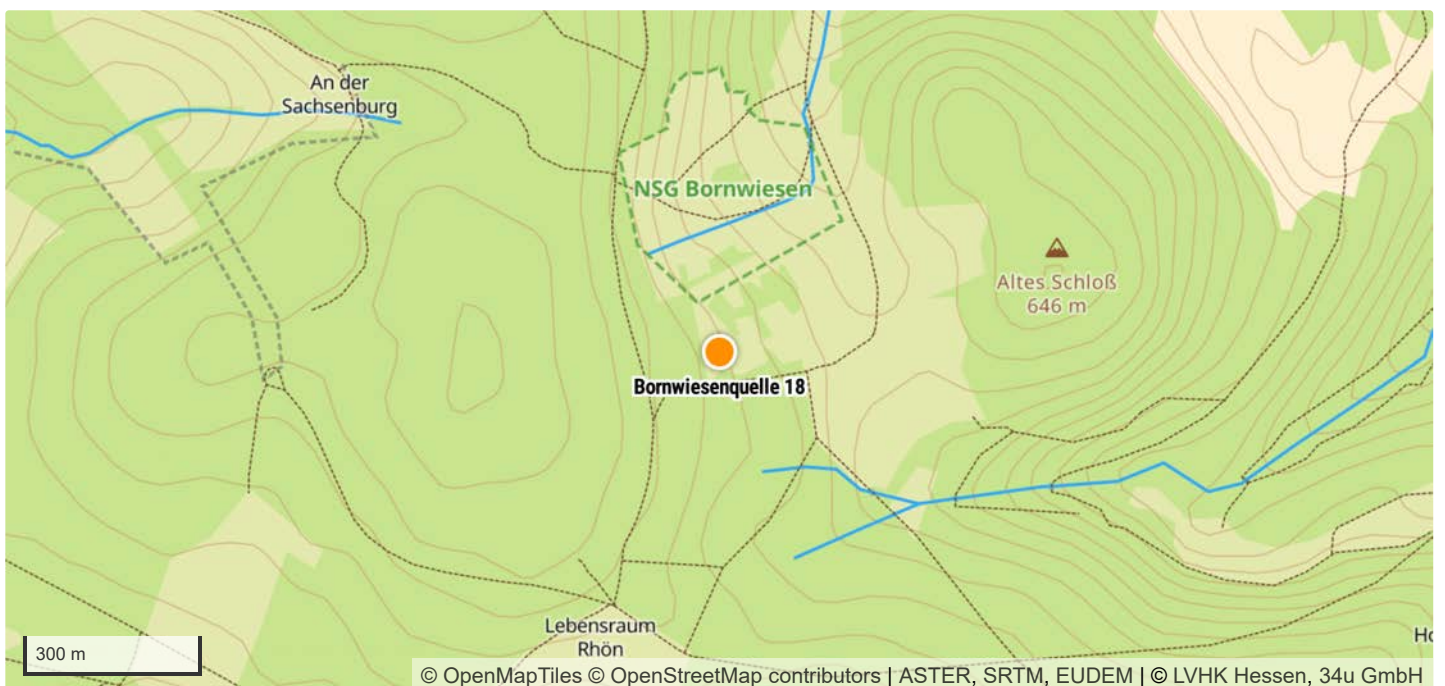 An der
Sachsenburg
NSG Bornwiesen
Altes Schloß
646 m
Bornwiesenquelle 18
Lebensraum
Rhön
Ho
300 m
© OpenMapTiles © OpenStreetMap contributors | ASTER, SRTM, EUDEM | © LVHK Hessen, 34u GmbH